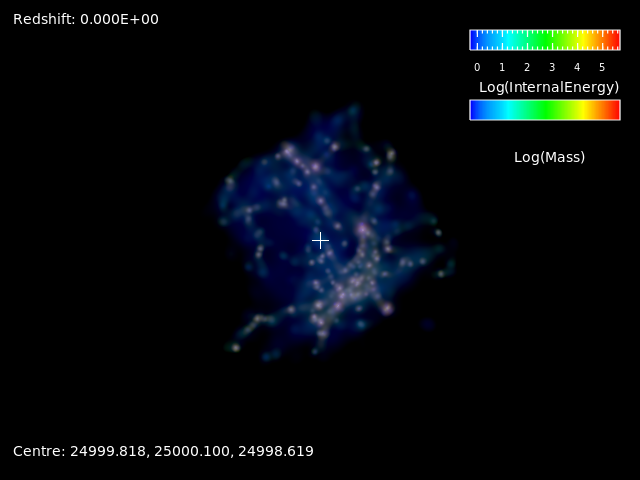 Redshift: 0.000E+00
0 1 2 3 4 5
Log(InternalEnergy)
Log(Mass)
Centre: 24999.818, 25000.100, 24998.619